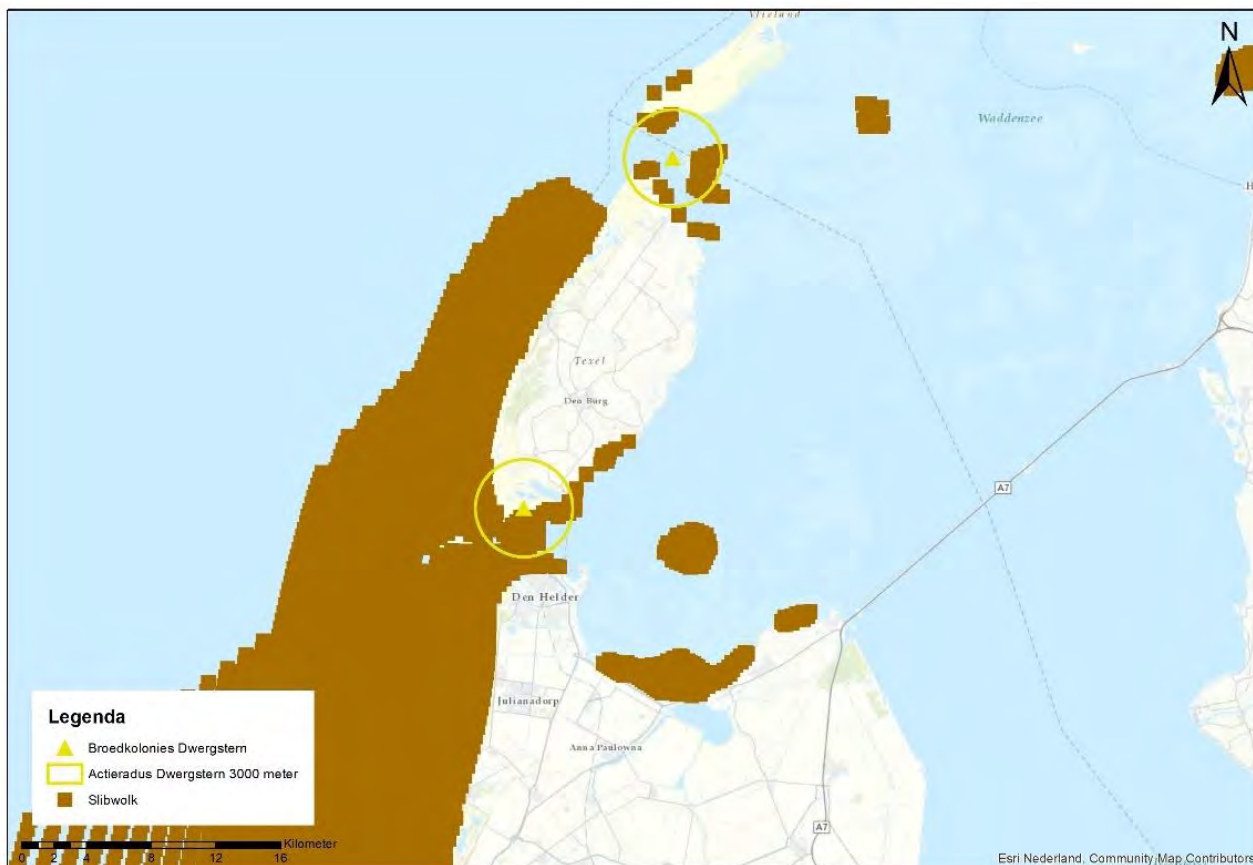 Vlieland
N
Waddenzee
H
Texel
Den Burg
A7
Den Helder
Julianadorp
Anna Paulowna
A7
Legenda
Broedkolonies Dwergstern
Actieradus Dwergstern 3000 meter
Slibwolk
Kilometer
0 2 4 8 12 16
Esri Nederland, Community Map Contributors